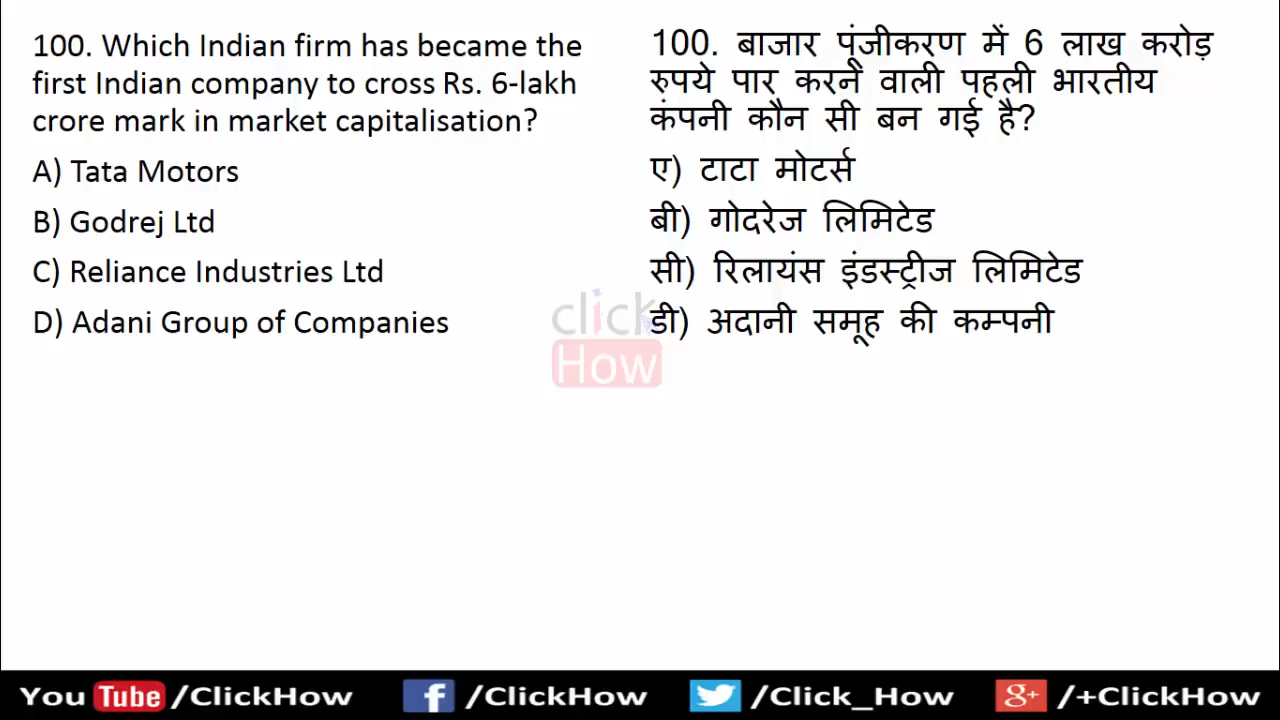 100. Which Indian firm has became the
first Indian company to cross Rs. 6-lakh
crore mark in market capitalisation?
A) Tata Motors
B) Godrej Ltd
C) Reliance Industries Ltd
D) Adani Group of Companies
100. बाजार पूंजीकरण में 6 लाख करोड़
रुपये पार करने वाली पहली भारतीय
कंपनी कौन सी बन गई है?
ए) टाटा मोटर्स
बी) गोदरेज लिमिटेड
सी) रिलायंस इंडस्ट्रीज लिमिटेड
डी) अदानी समूह की कम्पनी
click
How
You Tube /ClickHow f /ClickHow /Click_How g+ /+ClickHow